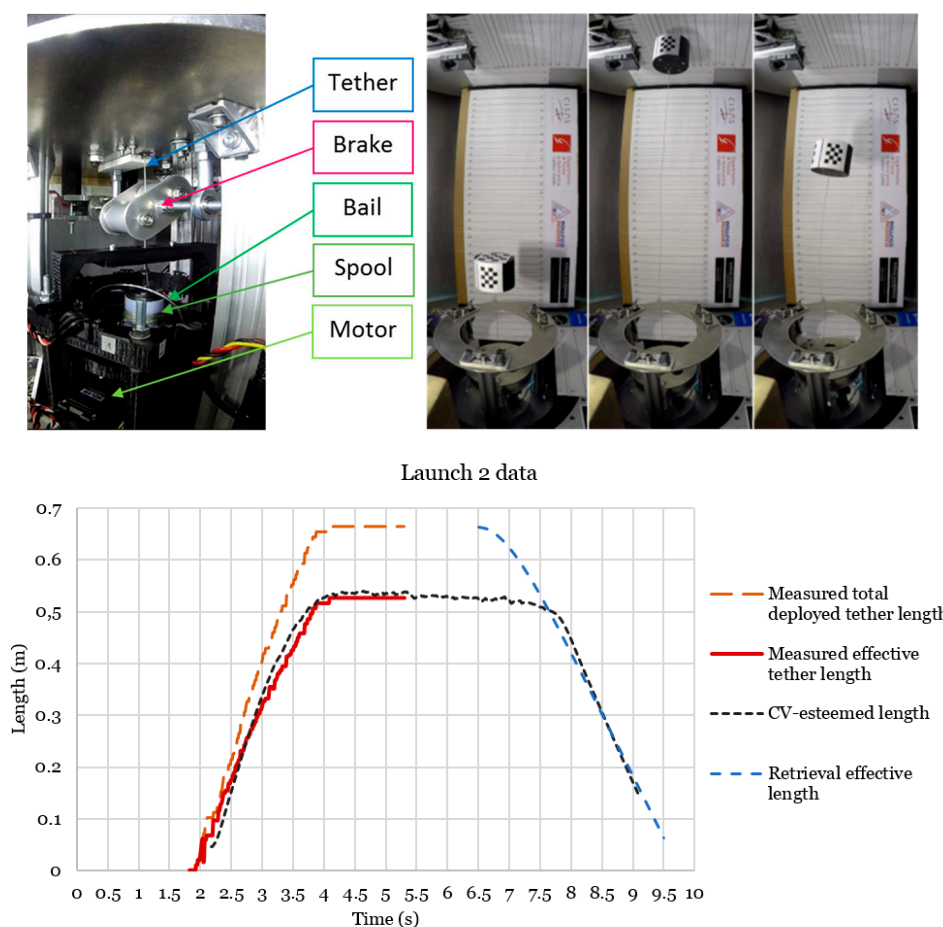 Tether
Brake
Bail
Spool
Motor
CISAS
CISAS
CISAS
Launch 2 data
Length (m)
0.7
0.6
0,5
0.4
0.3
0.2
0.1
0
0 0.5 1 1.5 2 2.5 3 3.5 4 4.5 5 5.5 6 6.5 7 7.5 8 8.5 9 9.5 10
Time (s)
Measured total
deployed tether length
Measured effective
tether length
CV-esteemed length
Retrieval effective
length